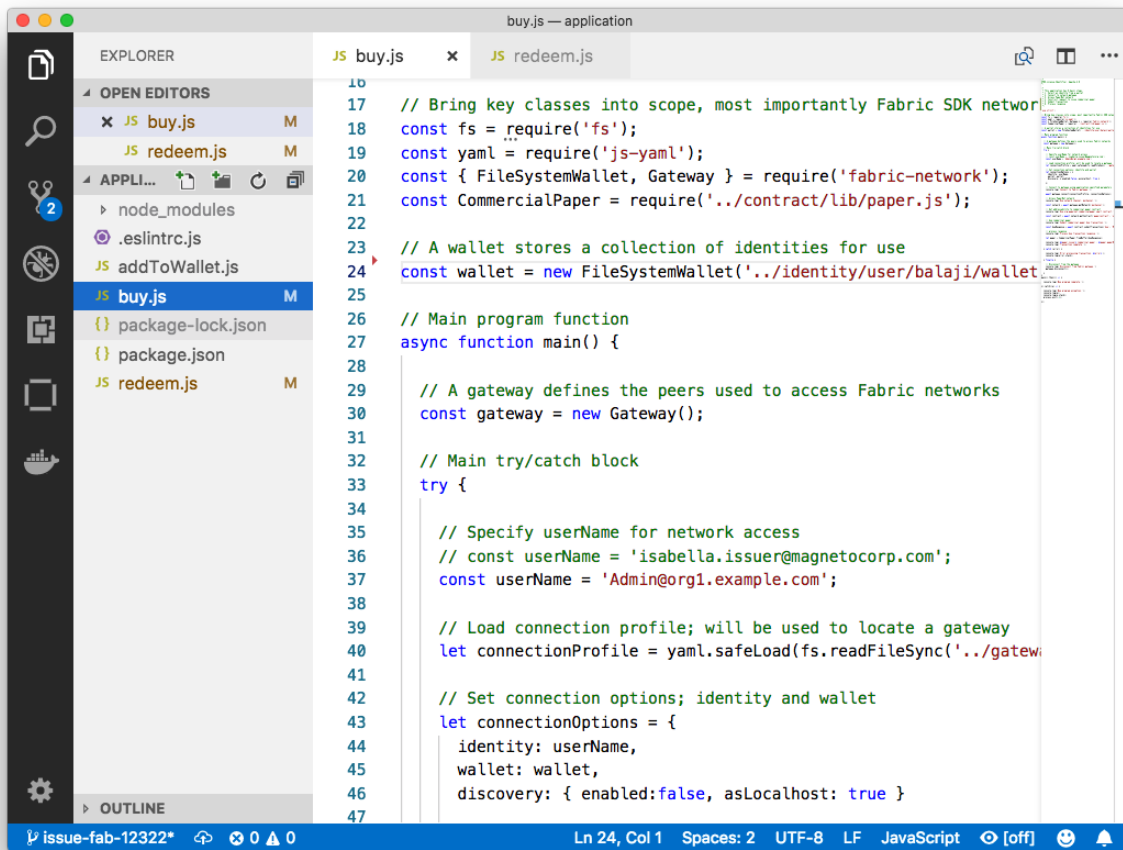 buy.js — application
EXPLORER
JS buy.js ×
JS redeem.js
OPEN EDITORS
× JS buy.js M
JS redeem.js M
APPLI...
node_modules
.eslintrc.js
JS addToWallet.js
JS buy.js M
{} package-lock.json
{} package.json
JS redeem.js M
OUTLINE
2
16
17 // Bring key classes into scope, most importantly Fabric SDK networ
18 const fs = require('fs');
19 const yaml = require('js-yaml');
20 const { FileSystemWallet, Gateway } = require('fabric-network');
21 const CommercialPaper = require('../contract/lib/paper.js');
22
23 // A wallet stores a collection of identities for use
24 const wallet = new FileSystemWallet('../identity/user/balaji/wallet
25
26 // Main program function
27 async function main() {
28
29 // A gateway defines the peers used to access Fabric networks
30 const gateway = new Gateway();
31
32 // Main try/catch block
33 try {
34
35 // Specify userName for network access
36 // const userName = 'isabella.issuer@magnetocorp.com';
37 const userName = 'Admin@org1.example.com';
38
39 // Load connection profile; will be used to locate a gateway
40 let connectionProfile = yaml.safeLoad(fs.readFileSync('../gatew
41
42 // Set connection options; identity and wallet
43 let connectionOptions = {
44 identity: userName,
45 wallet: wallet,
46 discovery: { enabled:false, asLocalhost: true }
47
issue-fab-12322* 0 0 Ln 24, Col 1 Spaces: 2 UTF-8 LF JavaScript [off]